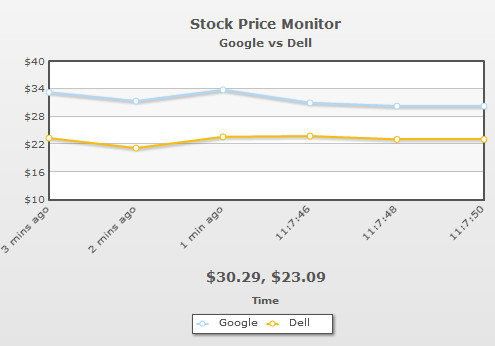 Stock Price Monitor
Google vs Dell
$40
$34
$28
$22
$16
$10
3 mins ago
2 mins ago
1 min ago
11:7:46
11:7:48
11:7:50
$30.29, $23.09
Time
Google Dell